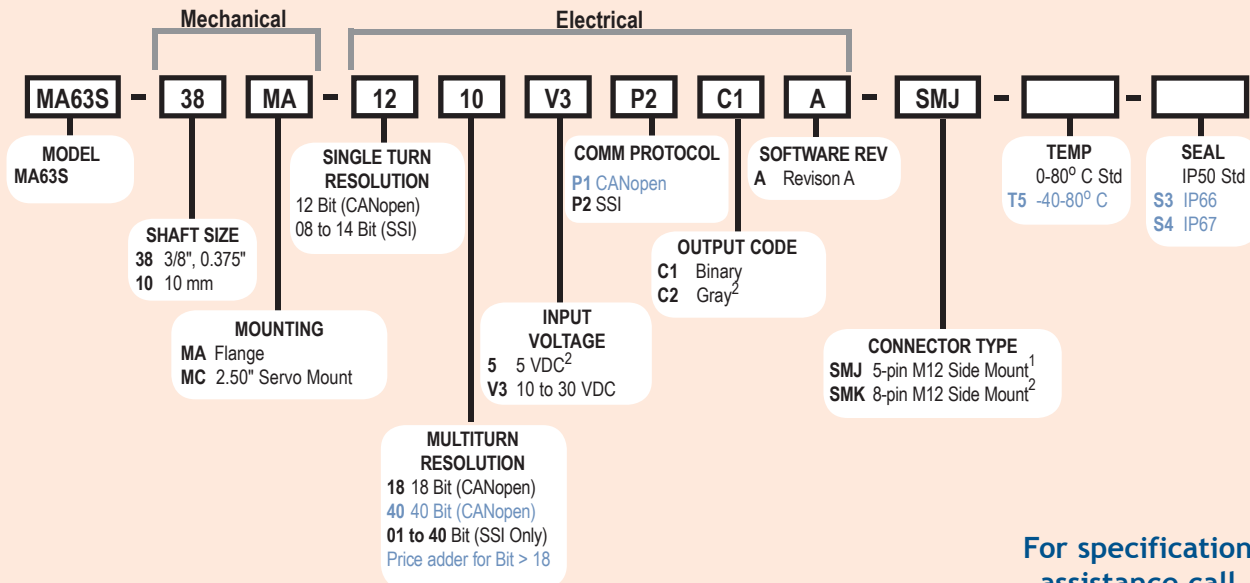 Mechanical
Electrical
MA63S - 38 MA - 12 10 V3 P2 C1 A - SMJ - -
MODEL
MA63S
SHAFT SIZE
38 3/8", 0.375"
10 10 mm
MOUNTING
MA Flange
MC 2.50" Servo Mount
SINGLE TURN
RESOLUTION
12 Bit (CANopen)
08 to 14 Bit (SSI)
MULTITURN
RESOLUTION
18 18 Bit (CANopen)
40 40 Bit (CANopen)
01 to 40 Bit (SSI Only)
Price adder for Bit > 18
INPUT
VOLTAGE
5 5 VDC2
V3 10 to 30 VDC
COMM PROTOCOL
P1 CANopen
P2 SSI
OUTPUT CODE
C1 Binary
C2 Gray2
SOFTWARE REV
A Revison A
CONNECTOR TYPE
SMJ 5-pin M12 Side Mount1
SMK 8-pin M12 Side Mount2
TEMP
0-80º C Std
T5 -40-80º C
SEAL
IP50 Std
S3 IP66
S4 IP67
For specification
assistance call